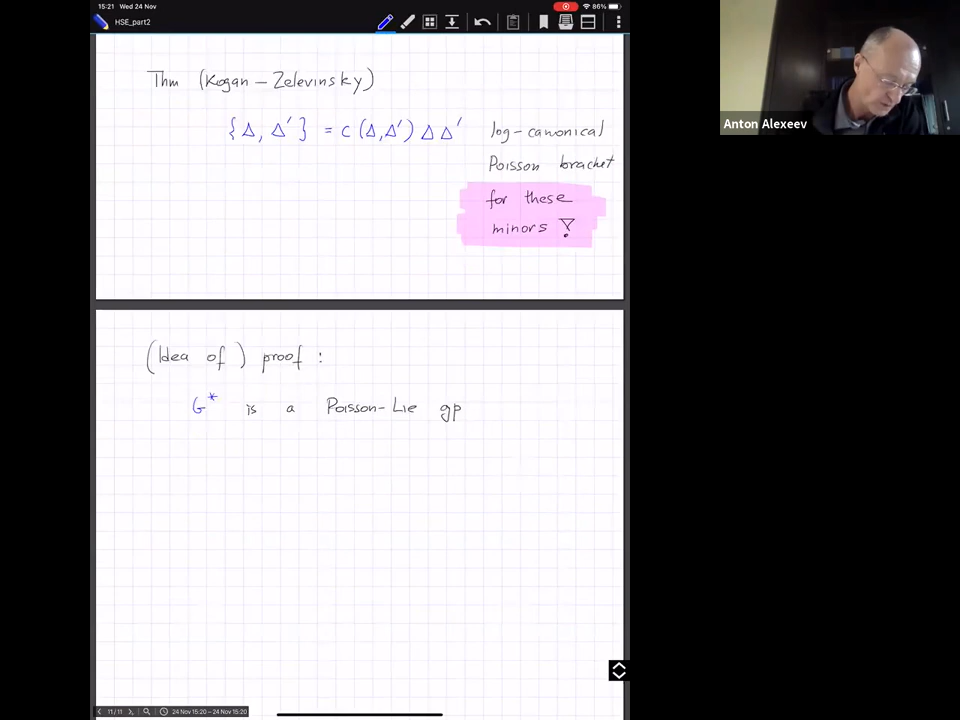 15:21 Wed 24 Nov
86%
HSE_part2
Thm (Kogan – Zelevinsky)
{Δ, Δ'} = c (Δ,Δ') Δ Δ' log-canonical
Poisson bracket
for these
minors !
(Idea of) proof :
G* is a Poisson-Lie gp
11/11
24 Nov 15:20 – 24 Nov 15:20
Anton Alexeev